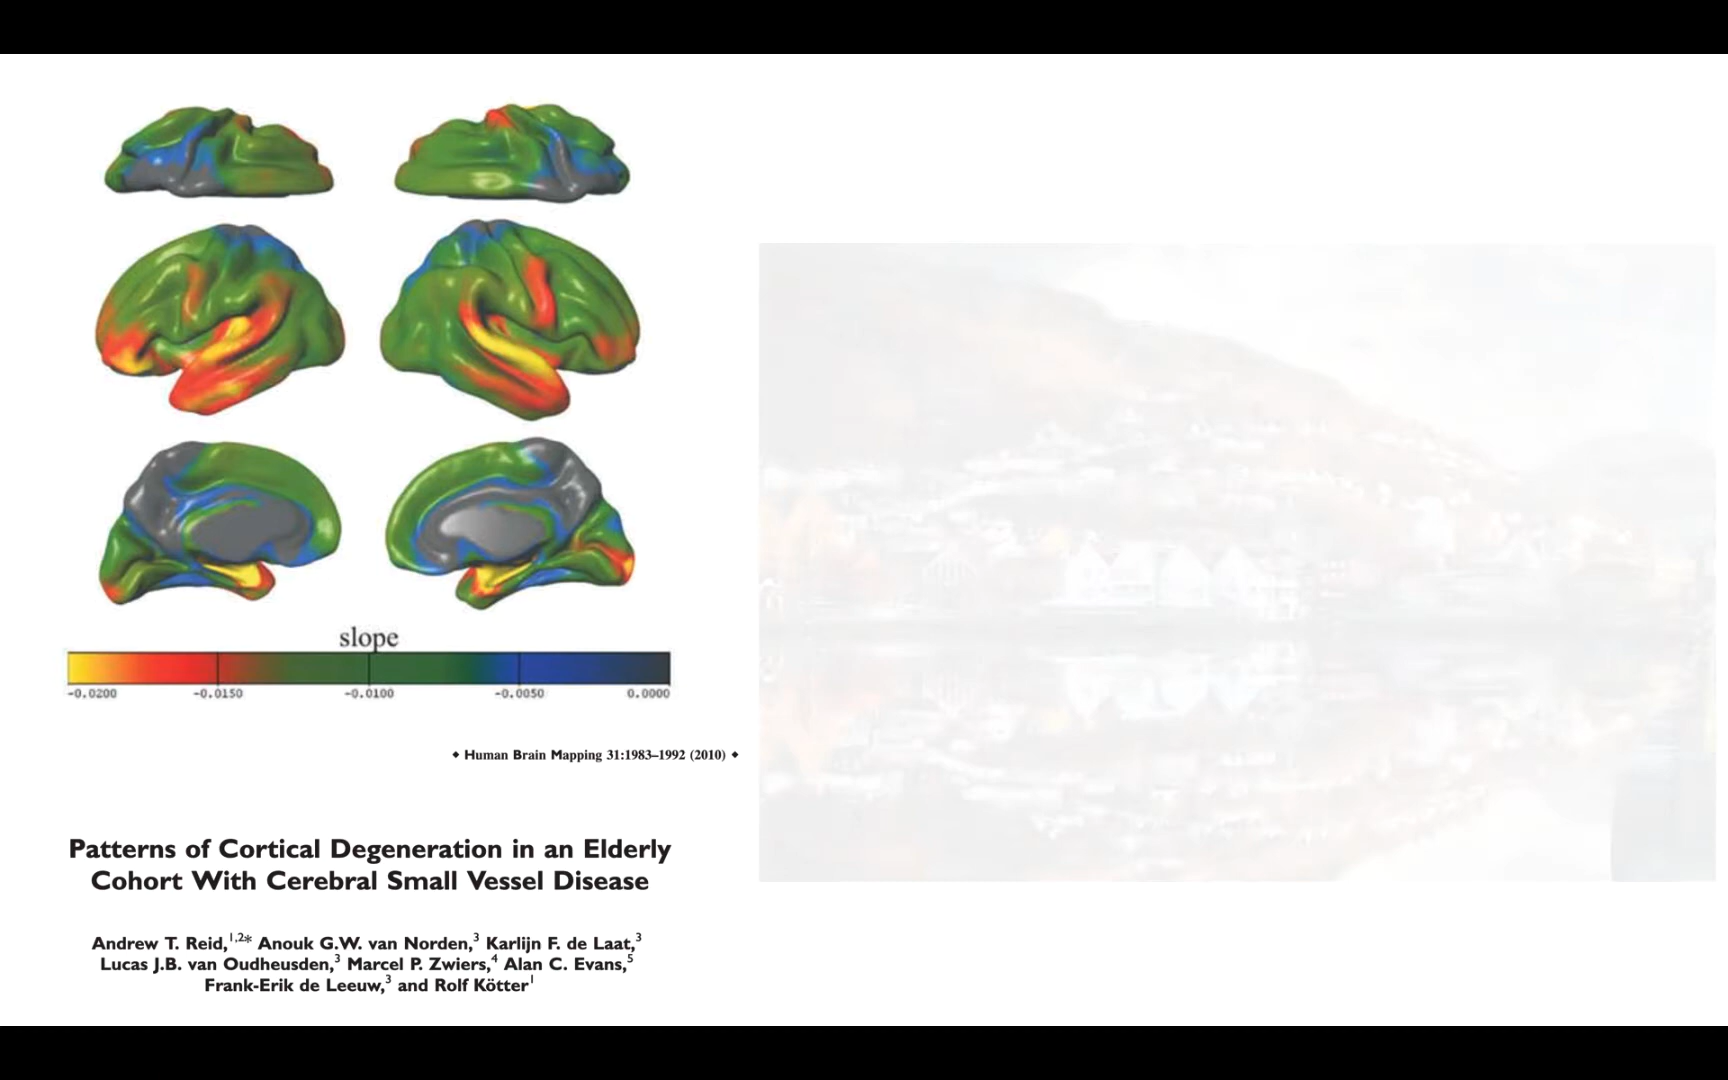 slope
-0.0200 -0.0150 -0.0100 -0.0050 0.0000
◆ Human Brain Mapping 31:1983–1992 (2010) ◆
Patterns of Cortical Degeneration in an Elderly
Cohort With Cerebral Small Vessel Disease
Andrew T. Reid,1,2* Anouk G.W. van Norden,3 Karlijn F. de Laat,3
Lucas J.B. van Oudheusden,3 Marcel P. Zwiers,4 Alan C. Evans,5
Frank-Erik de Leeuw,3 and Rolf Kötter1